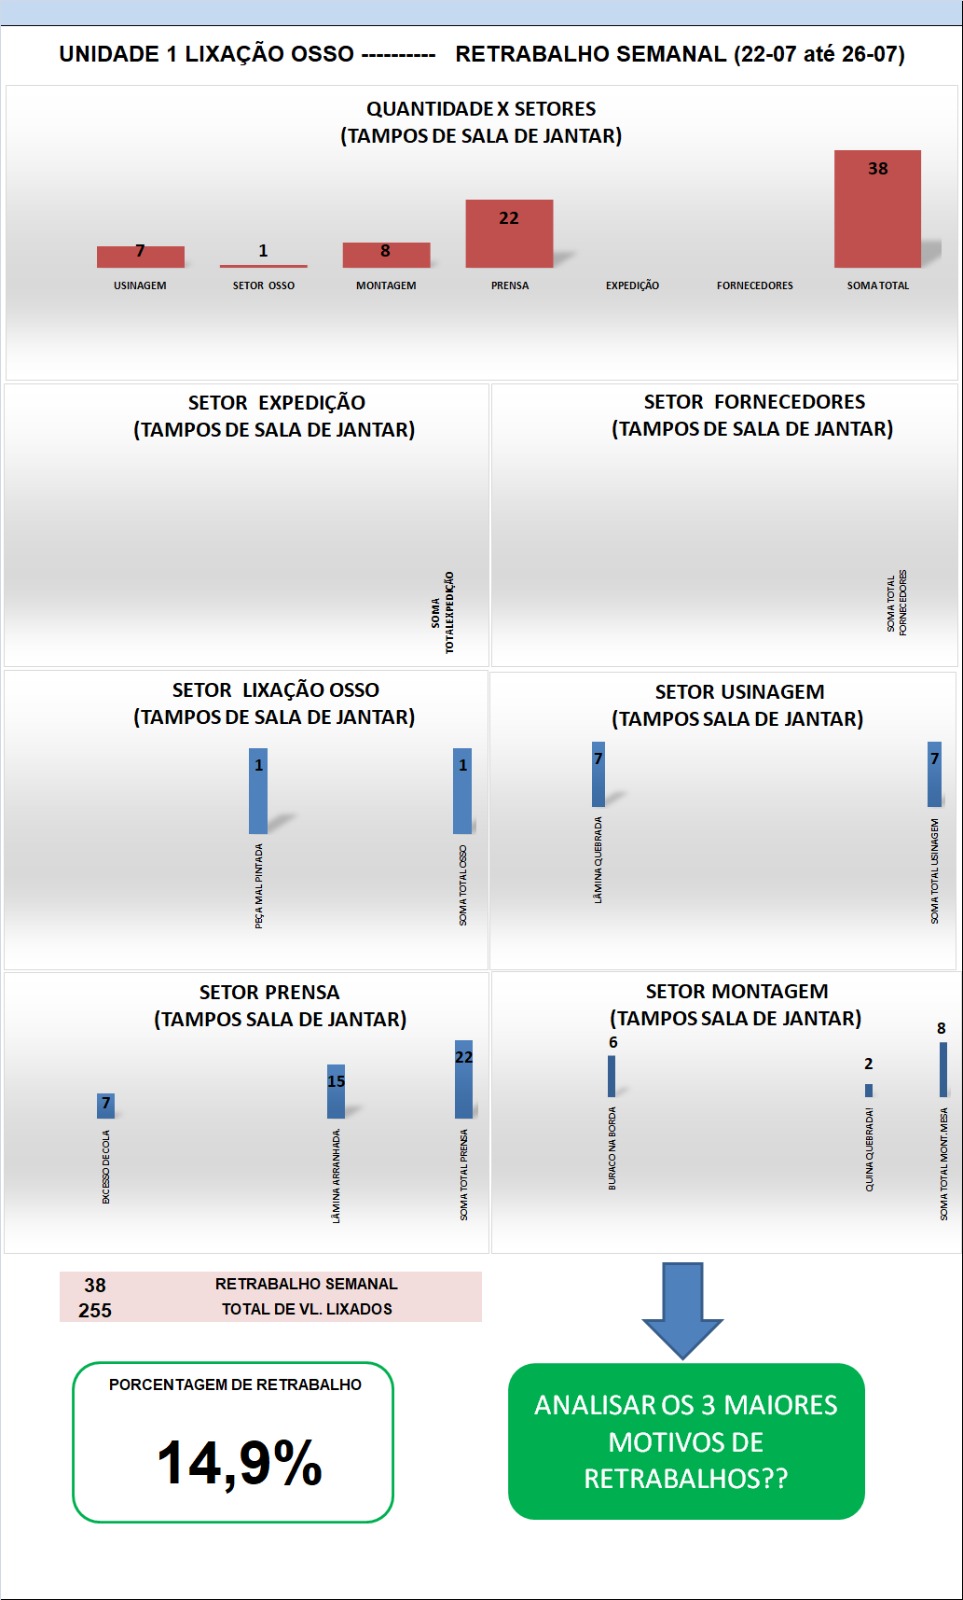 UNIDADE 1 LIXAÇÃO OSSO ---------- RETRABALHO SEMANAL (22-07 até 26-07)
QUANTIDADE X SETORES
(TAMPOS DE SALA DE JANTAR)
7
1
8
22
38
USINAGEM
SETOR OSSO
MONTAGEM
PRENSA
EXPEDIÇÃO
FORNECEDORES
SOMA TOTAL
SETOR EXPEDIÇÃO
(TAMPOS DE SALA DE JANTAR)
SOMA
TOTALEXPEDIÇÃO
SETOR FORNECEDORES
(TAMPOS DE SALA DE JANTAR)
SOMA TOTAL
FORNECEDORES
SETOR LIXAÇÃO OSSO
(TAMPOS DE SALA DE JANTAR)
1
1
PEÇA MAL PINTADA
SOMA TOTAL OSSO
SETOR USINAGEM
(TAMPOS SALA DE JANTAR)
7
7
LÂMINA QUEBRADA
SOMA TOTAL USINAGEM
SETOR PRENSA
(TAMPOS SALA DE JANTAR)
7
15
22
EXCESSO DE COLA
LÂMINA ARRANHADA.
SOMA TOTAL PRENSA
SETOR MONTAGEM
(TAMPOS SALA DE JANTAR)
6
2
8
BURACO NA BORDA
QUINA QUEBRADA!
SOMA TOTAL MONT.MESA
38 RETRABALHO SEMANAL
255 TOTAL DE VL. LIXADOS
PORCENTAGEM DE RETRABALHO
14,9%
ANALISAR OS 3 MAIORES
MOTIVOS DE
RETRABALHOS??